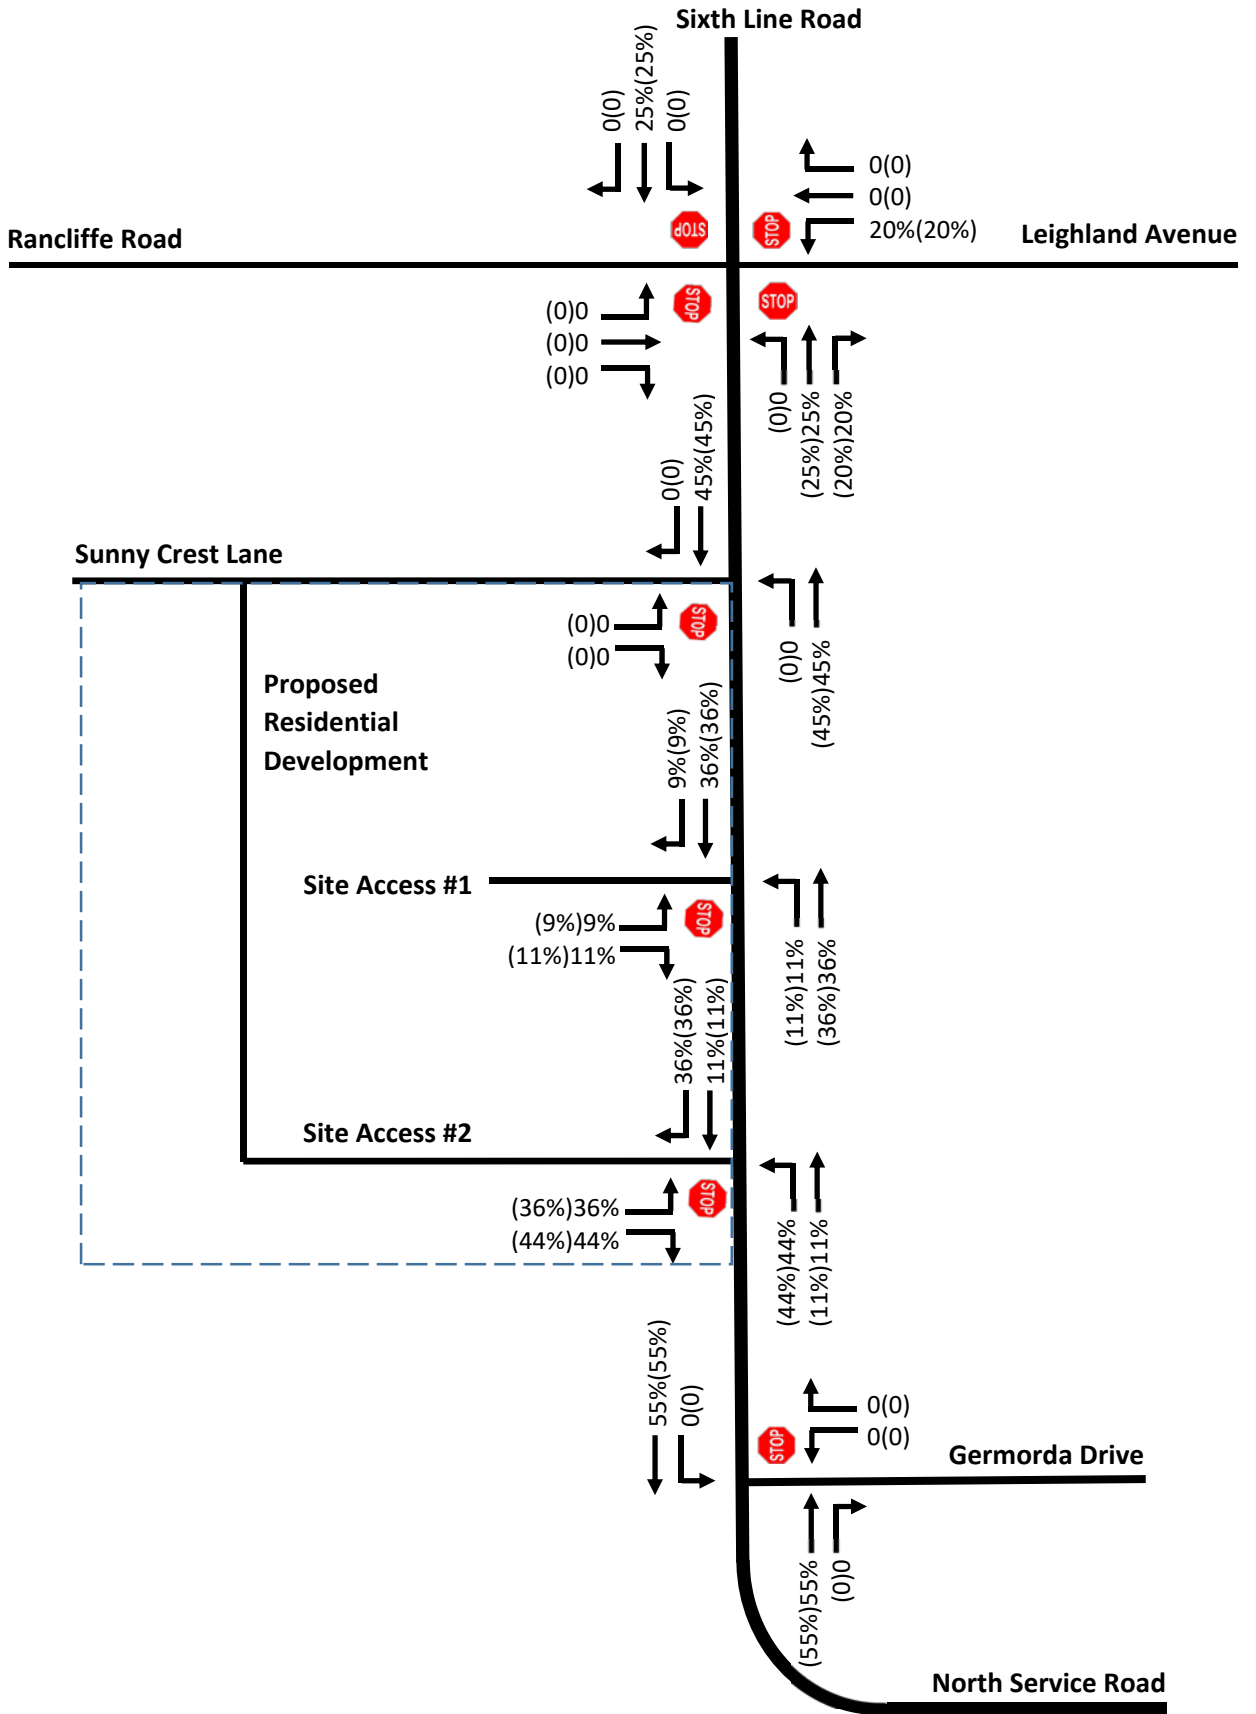 Sixth Line Road
0(0)
25%(25%)
0(0)
0(0)
0(0)
20%(20%)
Rancliffe Road
STOP
STOP
Leighland Avenue
(0)0
(0)0
(0)0
STOP
STOP
(0)0
(25%)25%
(20%)20%
0(0)
45%(45%)
Sunny Crest Lane
(0)0
(0)0
STOP
(0)0
(45%)45%
Proposed
Residential
Development
9%(9%)
36%(36%)
Site Access #1
(9%)9%
(11%)11%
STOP
(11%)11%
(36%)36%
36%(36%)
11%(11%)
Site Access #2
(36%)36%
(44%)44%
STOP
(44%)44%
(11%)11%
55%(55%)
0(0)
0(0)
0(0)
STOP
Germorda Drive
(55%)55%
(0)0
North Service Road